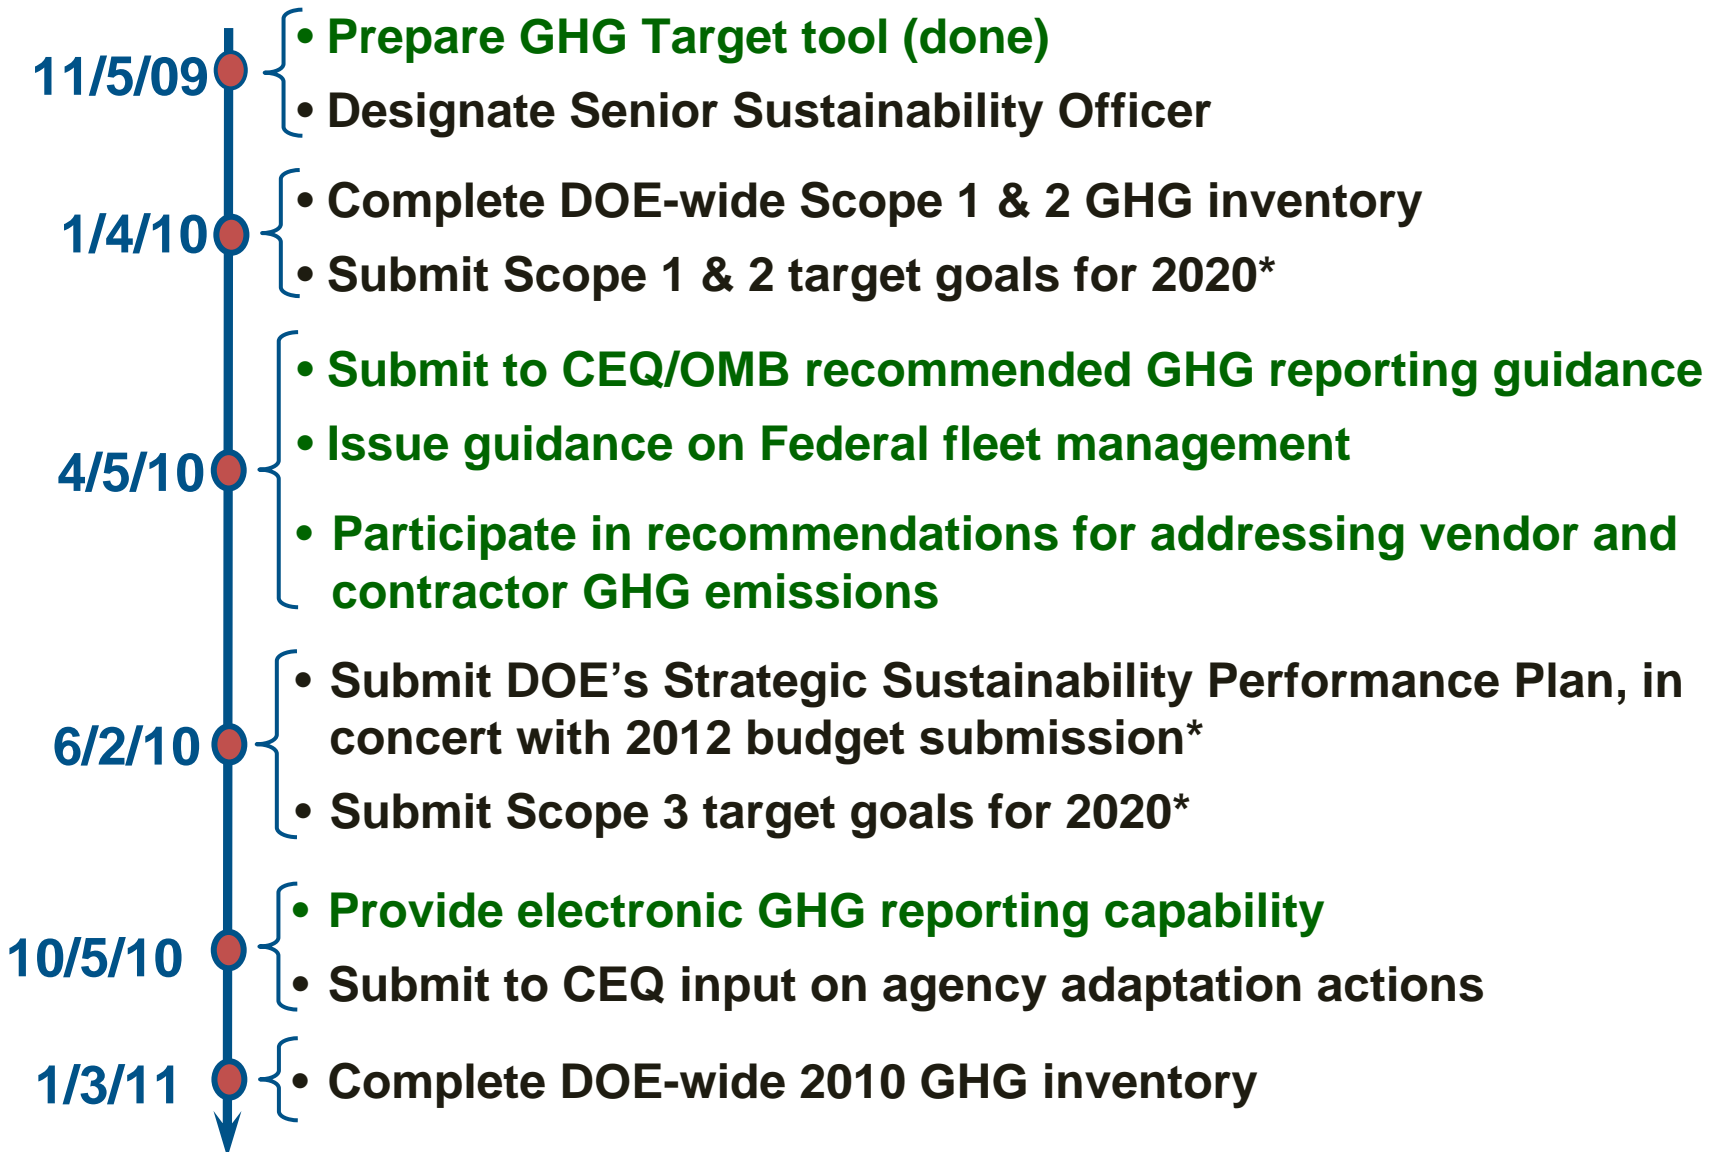 11/5/09
• Prepare GHG Target tool (done)
• Designate Senior Sustainability Officer
1/4/10
• Complete DOE-wide Scope 1 & 2 GHG inventory
• Submit Scope 1 & 2 target goals for 2020*
4/5/10
• Submit to CEQ/OMB recommended GHG reporting guidance
• Issue guidance on Federal fleet management
• Participate in recommendations for addressing vendor and
contractor GHG emissions
6/2/10
• Submit DOE’s Strategic Sustainability Performance Plan, in
concert with 2012 budget submission*
• Submit Scope 3 target goals for 2020*
10/5/10
• Provide electronic GHG reporting capability
• Submit to CEQ input on agency adaptation actions
1/3/11
• Complete DOE-wide 2010 GHG inventory